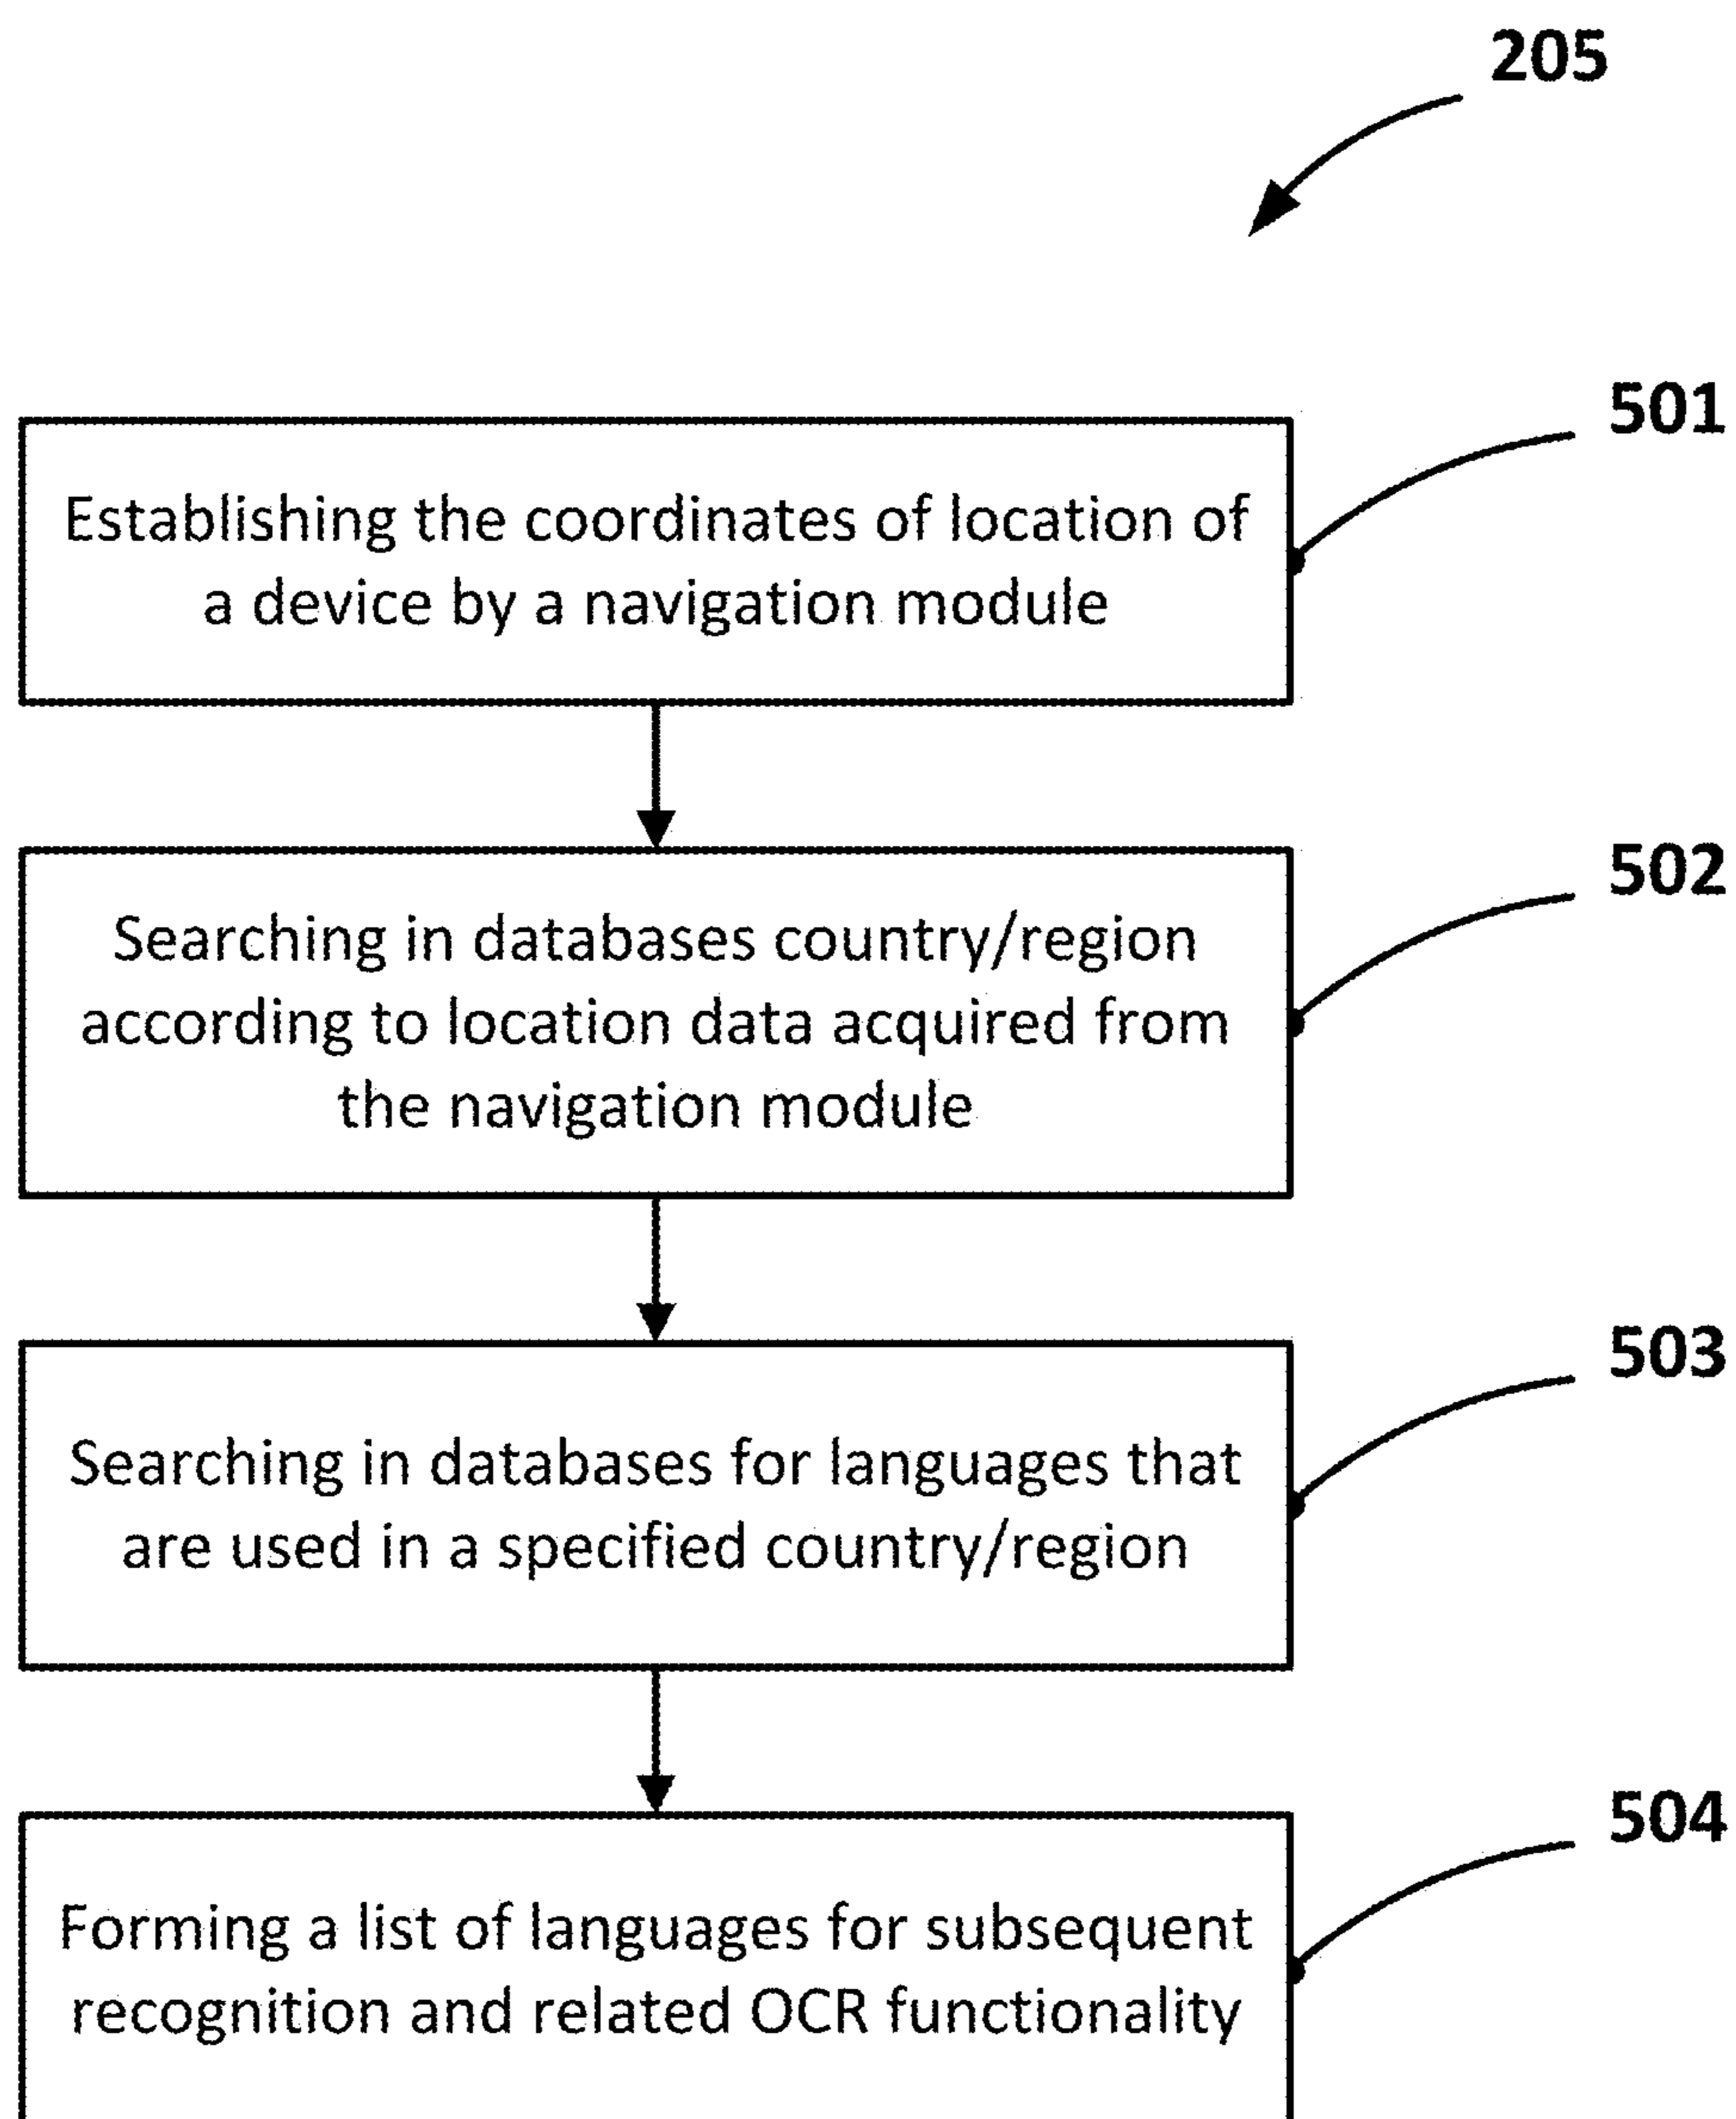 205
501
Establishing the coordinates of location of
a device by a navigation module
502
Searching in databases country/region
according to location data acquired from
the navigation module
503
Searching in databases for languages that
are used in a specified country/region
504
Forming a list of languages for subsequent
recognition and related OCR functionality